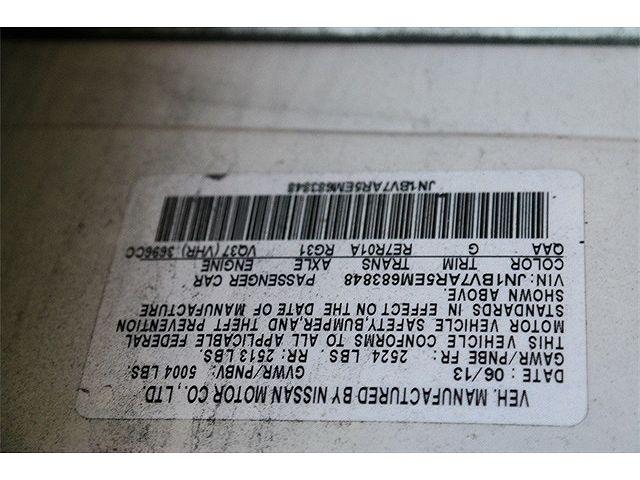 VEH. MANUFACTURED BY NISSAN MOTOR CO., LTD.
DATE : 06/13 GVWR/PNBV: 5004 LBS.
GAWR/PNBE FR: 2524 LBS. RR: 2513 LBS.
THIS VEHICLE CONFORMS TO ALL APPLICABLE FEDERAL
MOTOR VEHICLE SAFETY,BUMPER,AND THEFT PREVENTION
STANDARDS IN EFFECT ON THE DATE OF MANUFACTURE
SHOWN ABOVE.
VIN: JN1BV7AR5EM683848 PASSENGER CAR
COLOR TRIM TRANS AXLE ENGINE
QAA G RE7R01A RG31 VQ37 (VHR) 3696CC
JN1BV7AR5EM683848